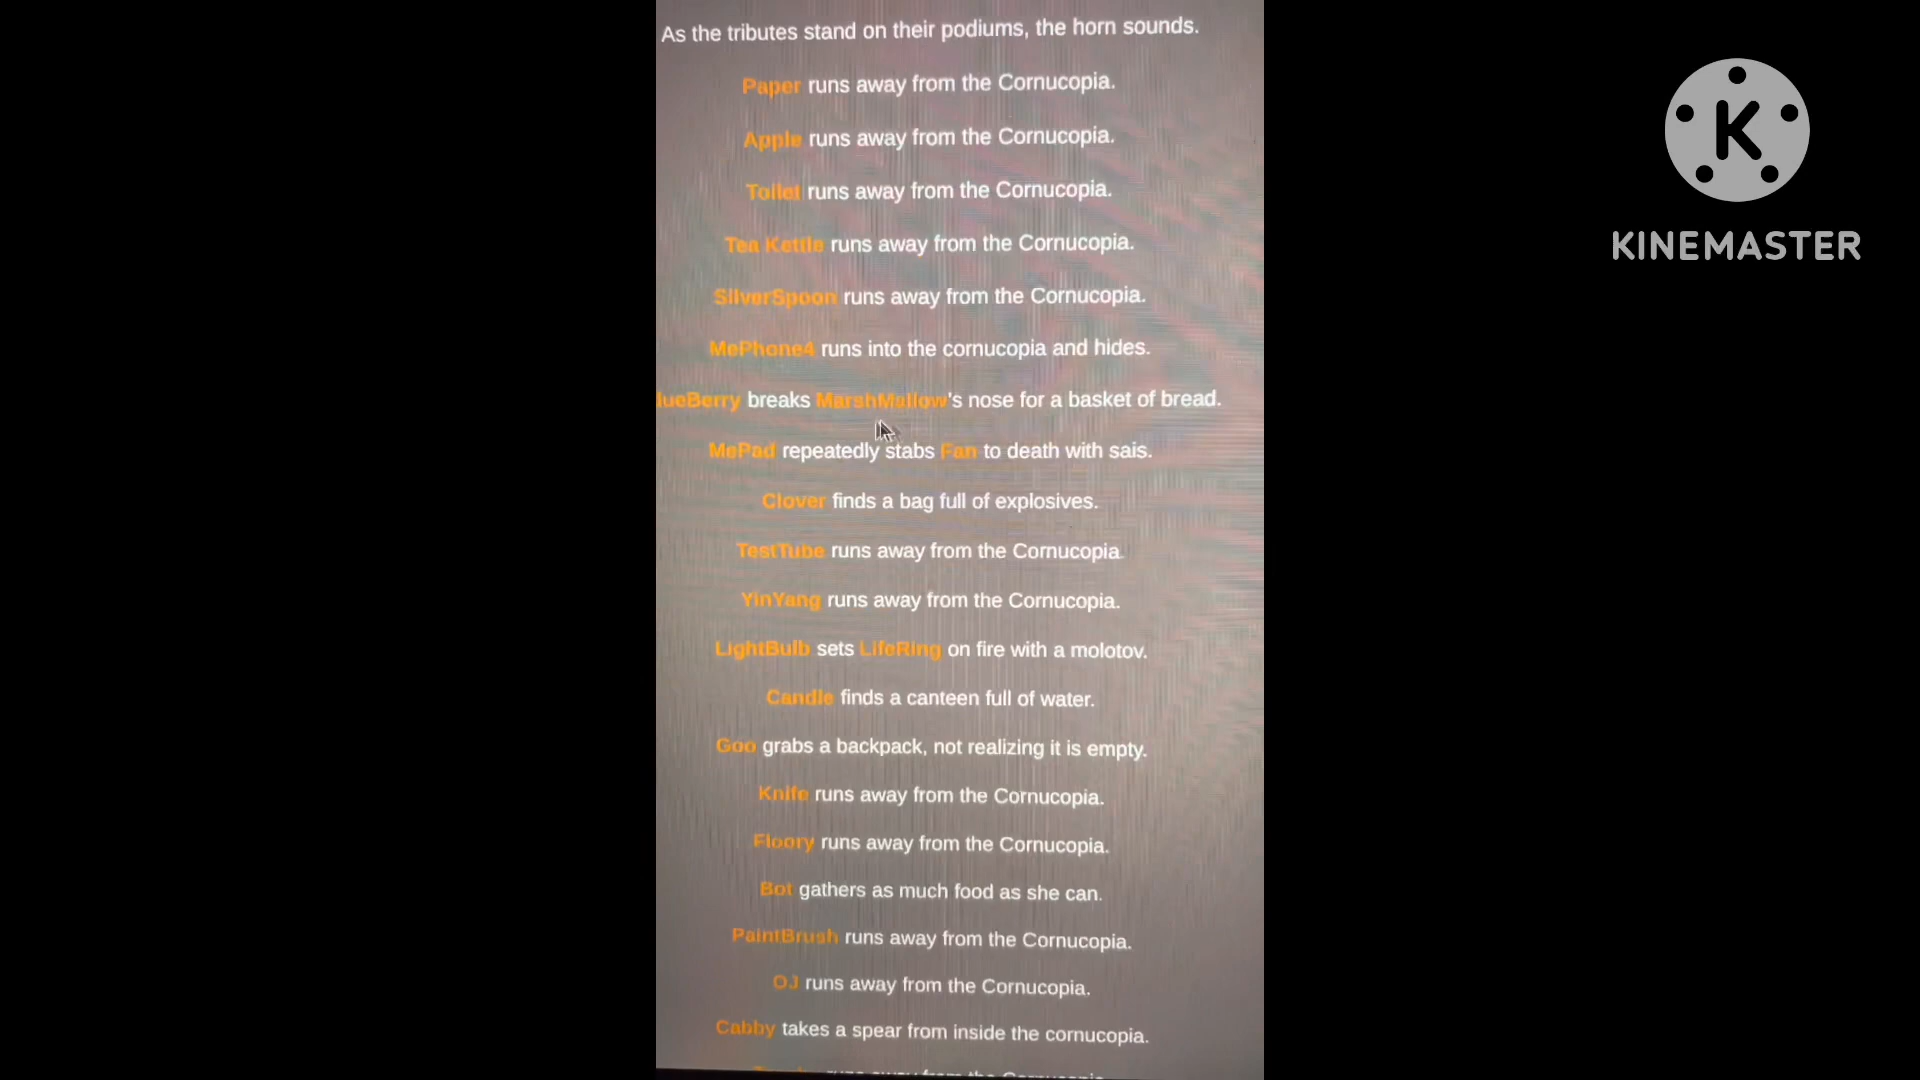 As the tributes stand on their podiums, the horn sounds.
Paper runs away from the Cornucopia.
Apple runs away from the Cornucopia.
Toilet runs away from the Cornucopia.
Tea Kettle runs away from the Cornucopia.
SilverSpoon runs away from the Cornucopia.
MePhone4 runs into the cornucopia and hides.
lueBerry breaks MarshMallow's nose for a basket of bread.
MePad repeatedly stabs Fan to death with sais.
Clover finds a bag full of explosives.
TestTube runs away from the Cornucopia.
YinYang runs away from the Cornucopia.
LightBulb sets LifeRing on fire with a molotov.
Candle finds a canteen full of water.
Goo grabs a backpack, not realizing it is empty.
Knife runs away from the Cornucopia.
Floory runs away from the Cornucopia.
Bot gathers as much food as she can.
PaintBrush runs away from the Cornucopia.
OJ runs away from the Cornucopia.
Cabby takes a spear from inside the cornucopia.
runs away from the Cornucopia.
K
KINEMASTER